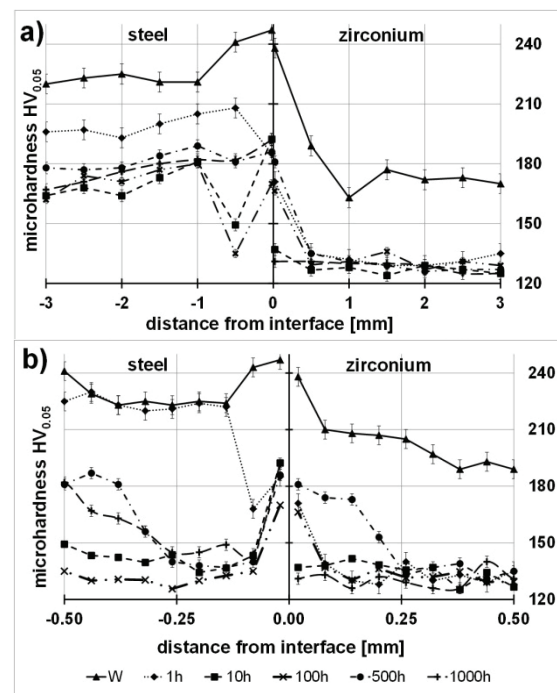 a)
steel
zirconium
240
210
180
150
120
microhardness HV0.05
-3
-2
-1
0
1
2
3
distance from interface [mm]
b)
steel
zirconium
240
210
180
150
120
microhardness HV0.05
-0.50
-0.25
0.00
0.25
0.50
distance from interface [mm]
W
1h
10h
100h
500h
1000h